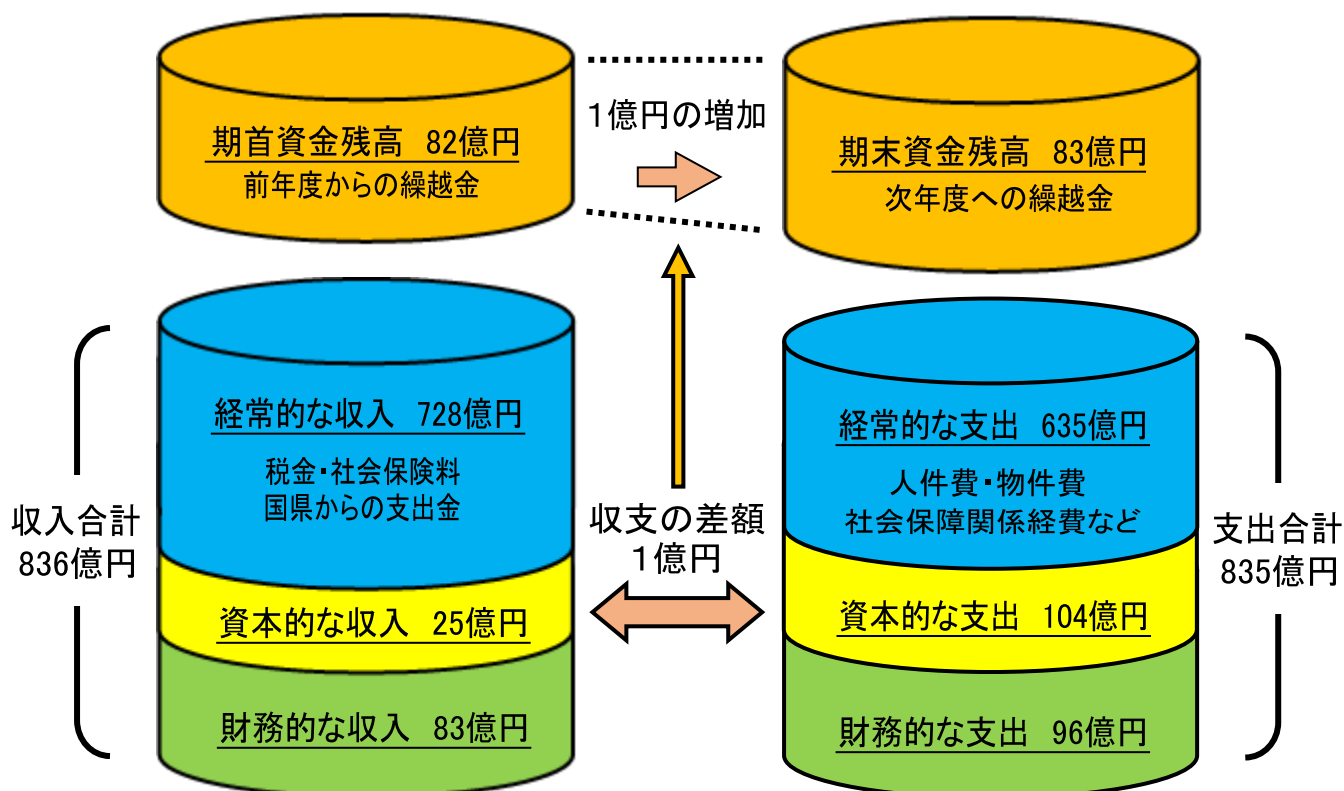 期首資金残高 82億円
前年度からの繰越金
1億円の増加
期末資金残高 83億円
次年度への繰越金
収入合計
836億円
経常的な収入 728億円
税金・社会保険料
国県からの支出金
資本的な収入 25億円
財務的な収入 83億円
収支の差額
1億円
経常的な支出 635億円
人件費・物件費
社会保障関係経費など
資本的な支出 104億円
財務的な支出 96億円
支出合計
835億円